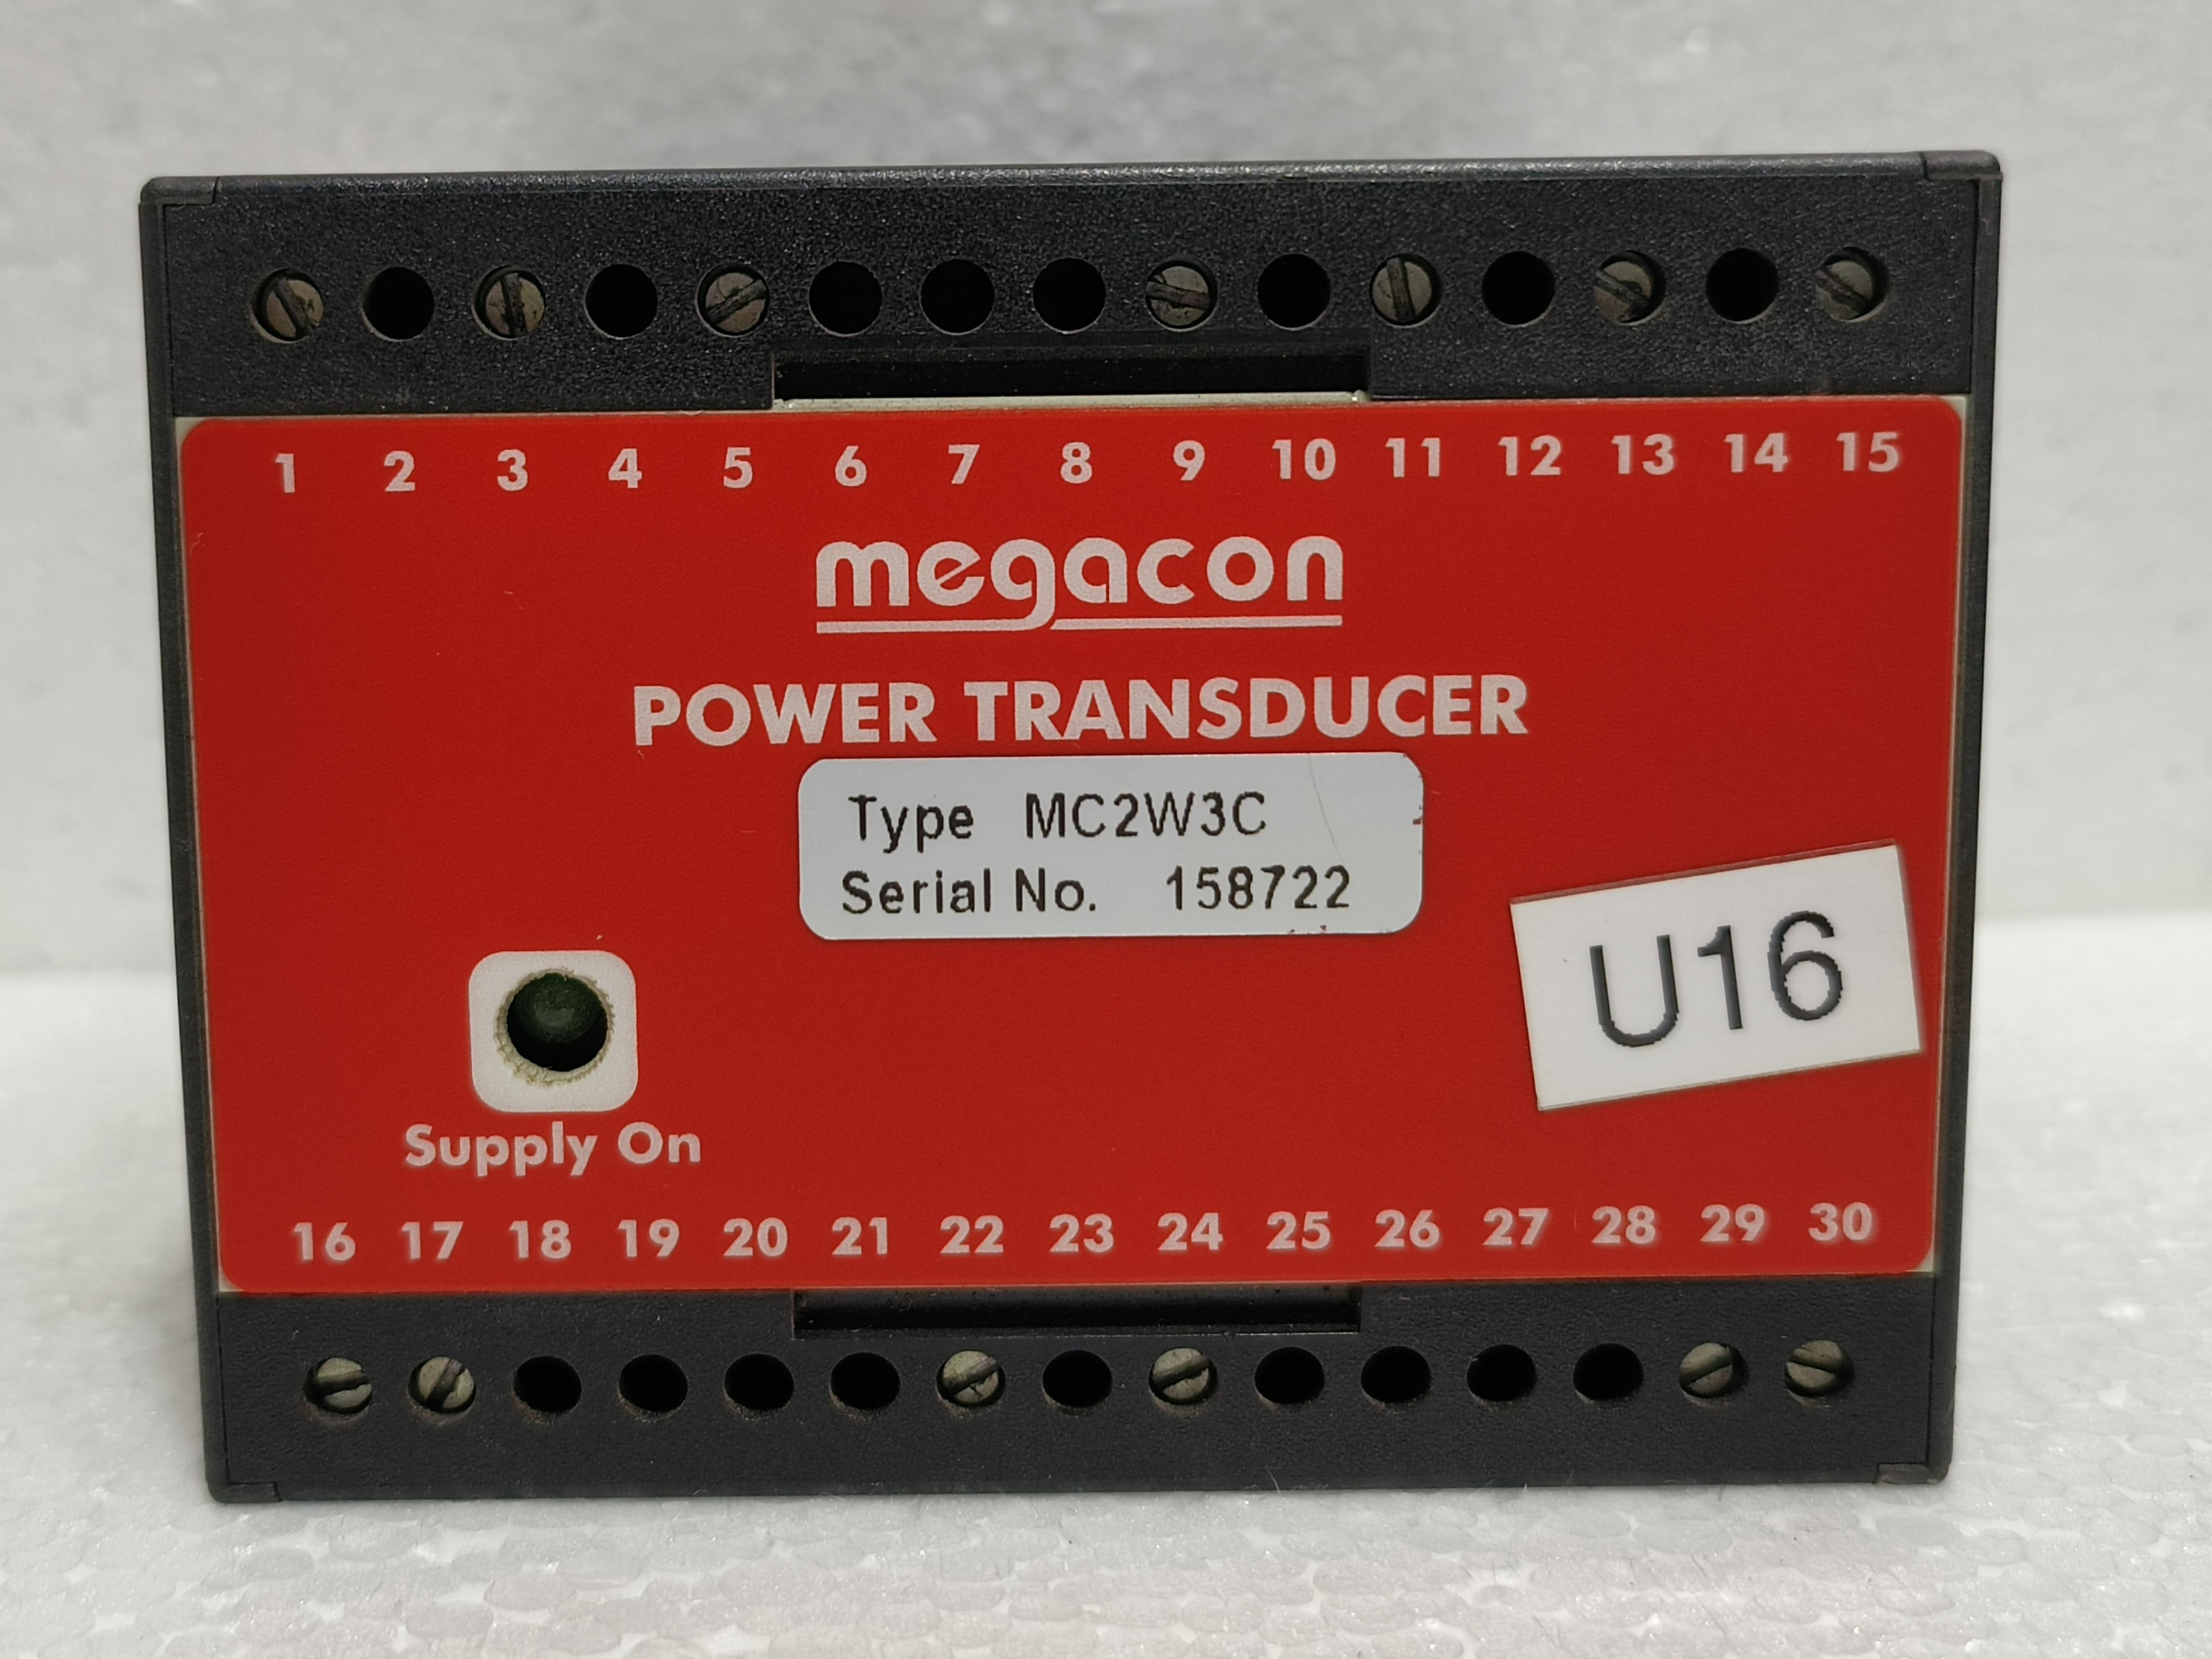 1 2 3 4 5 6 7 8 9 10 11 12 13 14 15
megacon
POWER TRANSDUCER
Type MC2W3C
Serial No. 158722
U16
Supply On
16 17 18 19 20 21 22 23 24 25 26 27 28 29 30